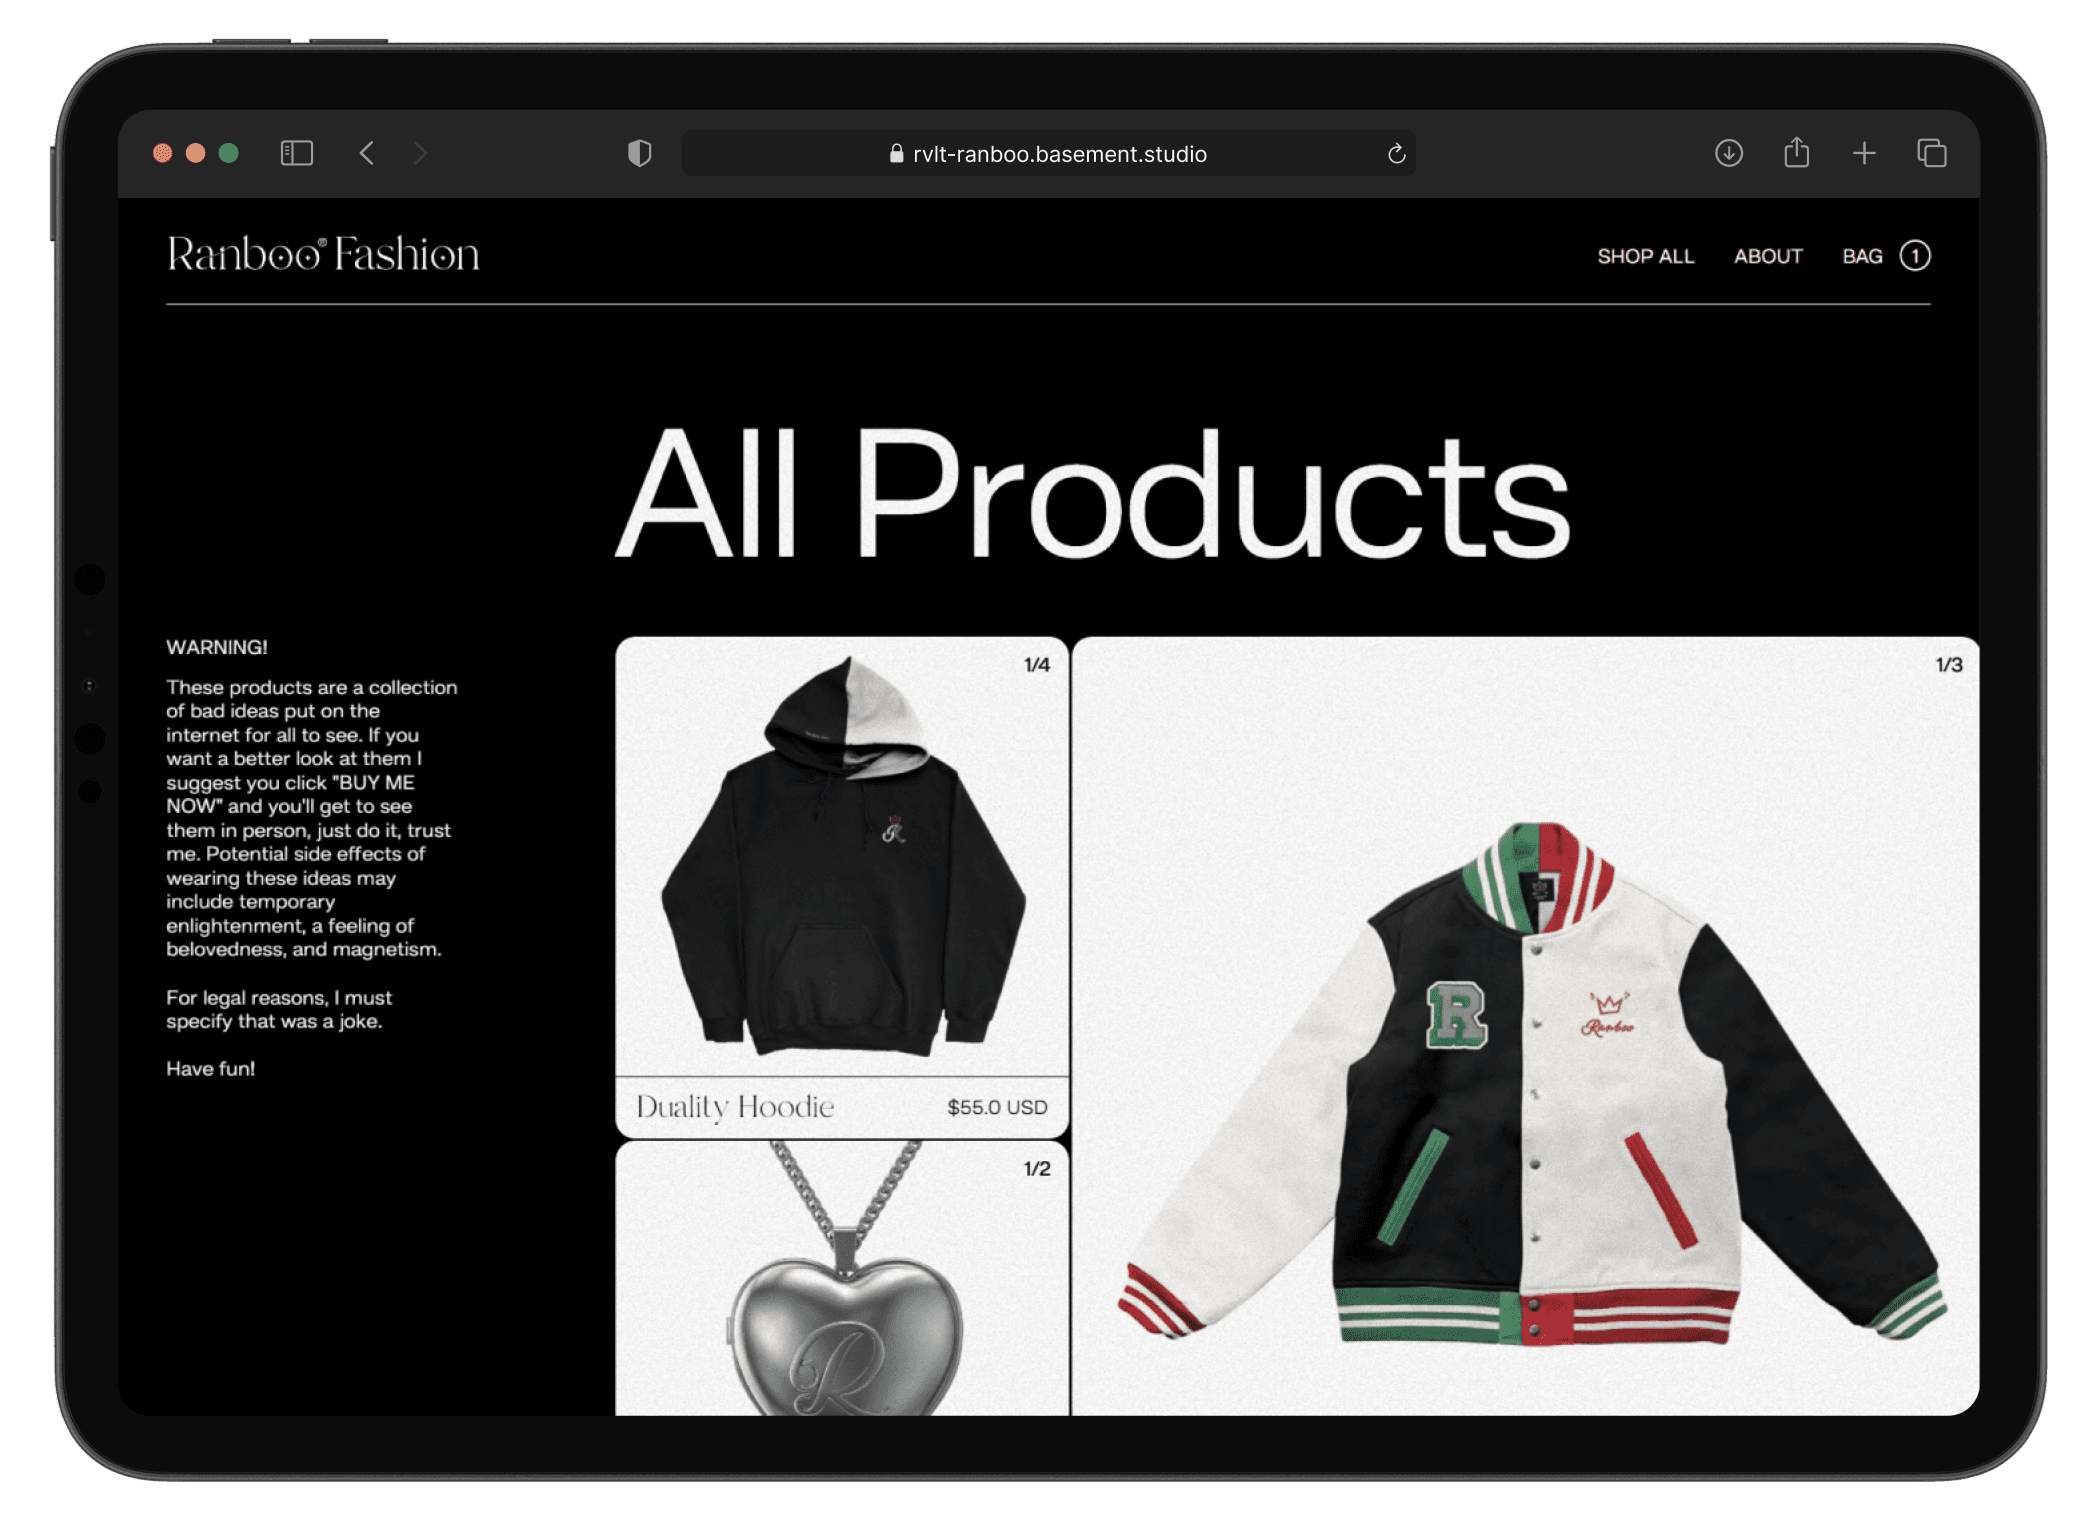 rvlt-ranboo.basement.studio
Ranboo® Fashion
SHOP ALL ABOUT BAG 1
All Products
WARNING!
These products are a collection
of bad ideas put on the
internet for all to see. If you
want a better look at them I
suggest you click "BUY ME
NOW" and you'll get to see
them in person, just do it, trust
me. Potential side effects of
wearing these ideas may
include temporary
enlightenment, a feeling of
belovedness, and magnetism.
For legal reasons, I must
specify that was a joke.
Have fun!
1/4
R
Duality Hoodie $55.0 USD
1/2
R
1/3
R
Ranboo